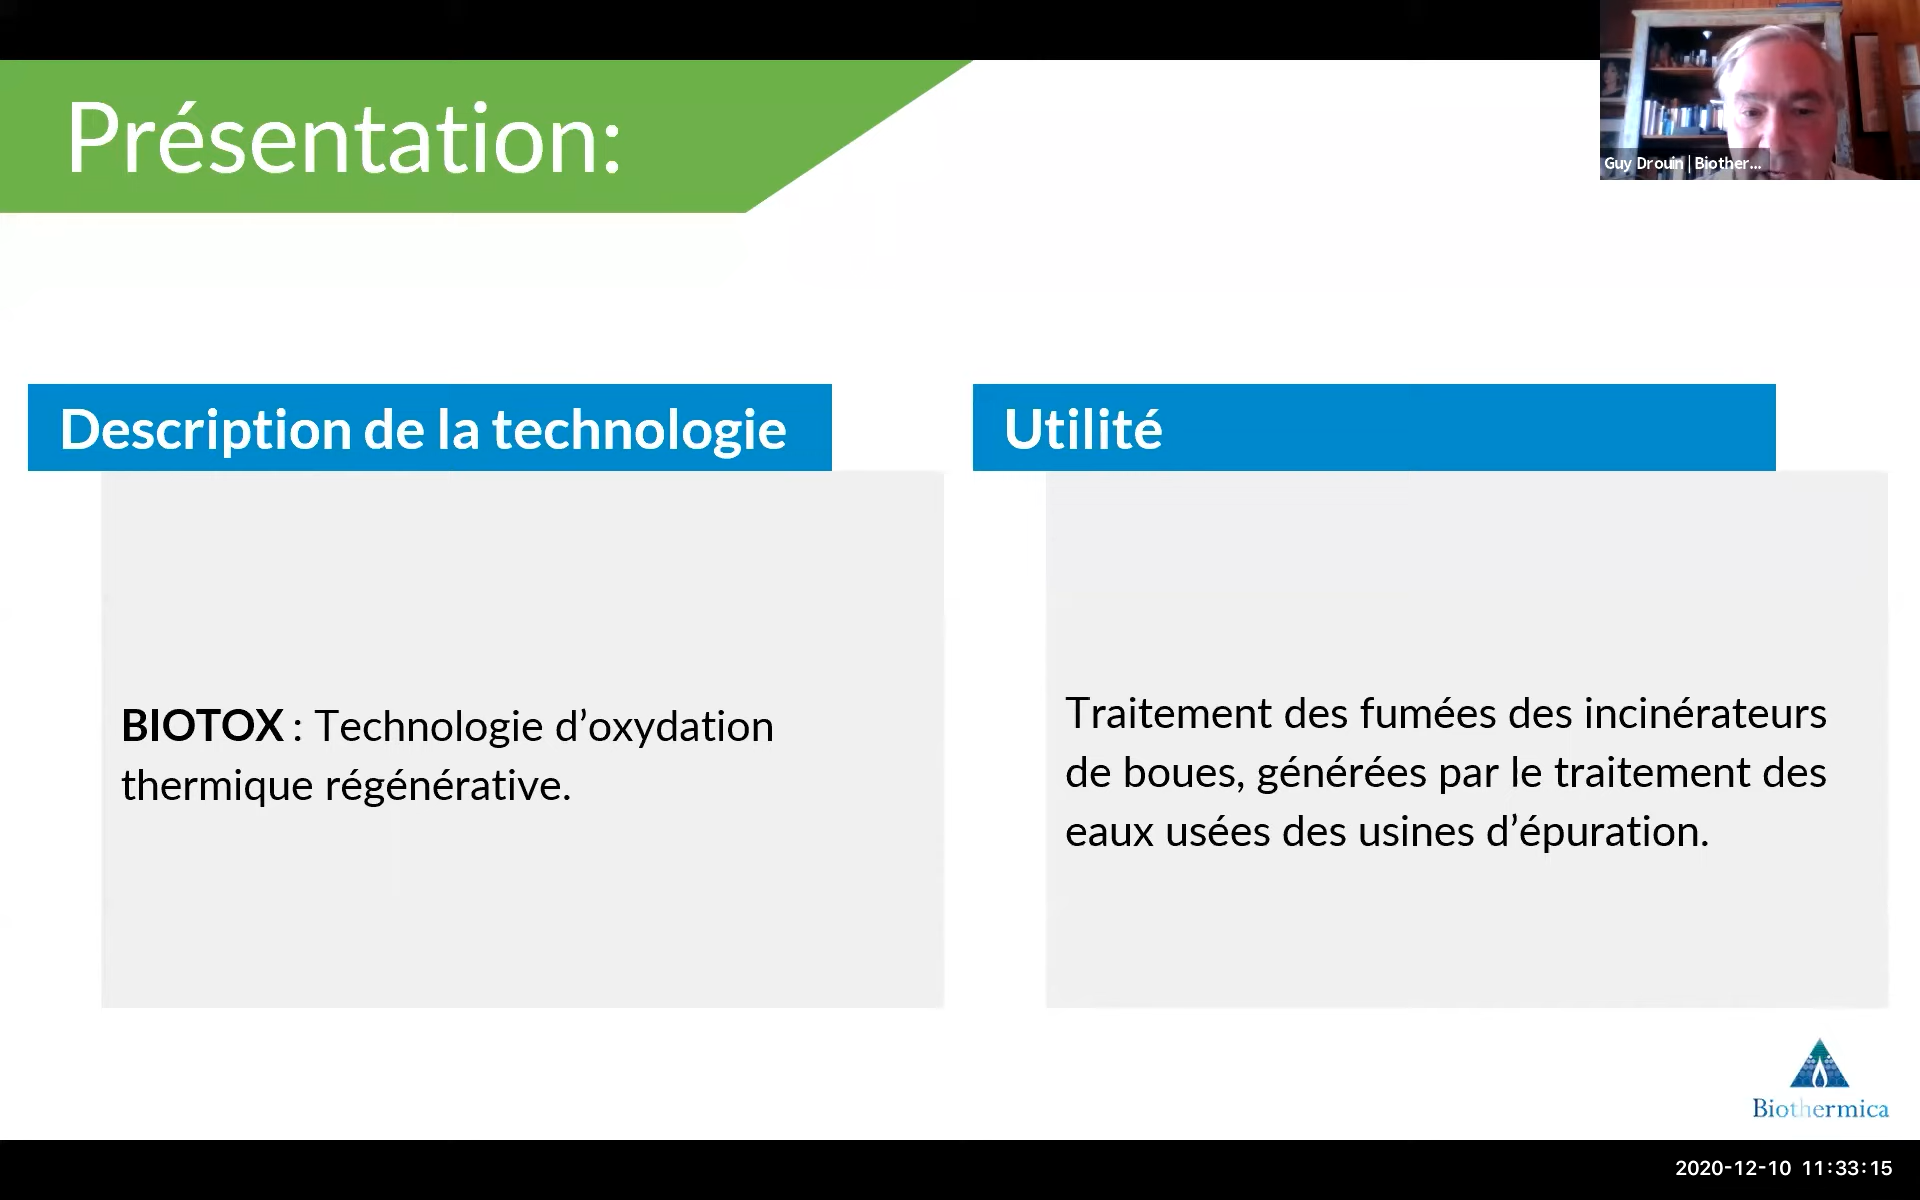 Présentation:
Guy Drouin | Biother...
Description de la technologie
BIOTOX : Technologie d’oxydation
thermique régénérative.
Utilité
Traitement des fumées des incinérateurs
de boues, générées par le traitement des
eaux usées des usines d’épuration.
Biothermica
2020-12-10 11:33:15